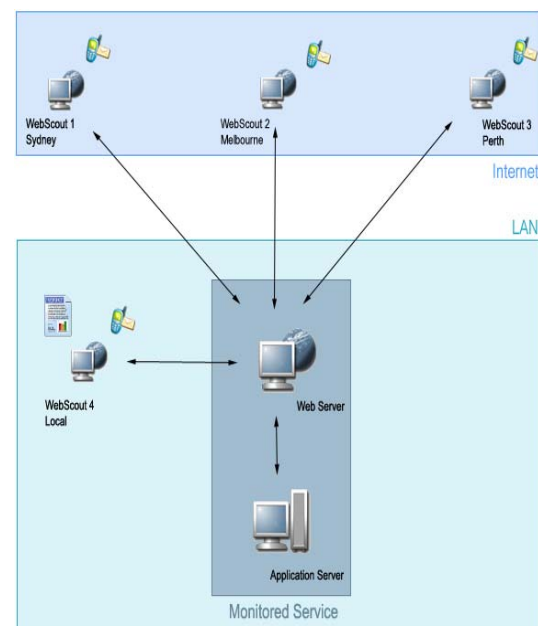 WebScout 1
Sydney
WebScout 2
Melbourne
WebScout 3
Perth
Internet
LAN
WebScout 4
Local
Web Server
Application Server
Monitored Service